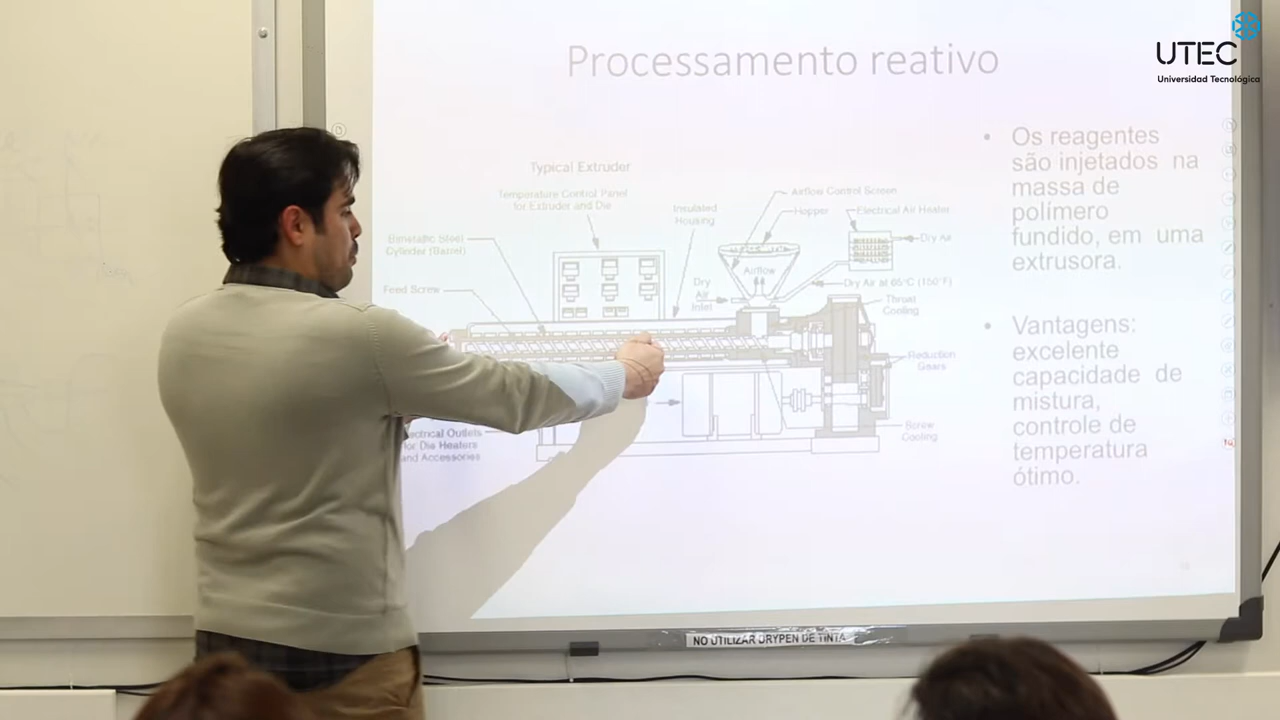 UTEC
Universidad Tecnológica
Processamento reativo
Typical Extruder
Temperature Control Panel
for Extruder and Die
Bimetallic Steel
Cylinder (Barrel)
Feed Screw
Insulated
Housing
Airflow Control Screen
Hopper
Electrical Air Heater
Dry Air
Airflow
Dry
Air
Inlet
Dry Air at 65°C (150°F)
Throat
Cooling
Reduction
Gears
Screw
Cooling
Electrical Outlets
for Die Heaters
and Accessories
• Os reagentes
são injetados na
massa de
polímero
fundido, em uma
extrusora.
• Vantagens:
excelente
capacidade de
mistura,
controle de
temperatura
ótimo.
NO UTILIZAR DRYPEN DE TINTA